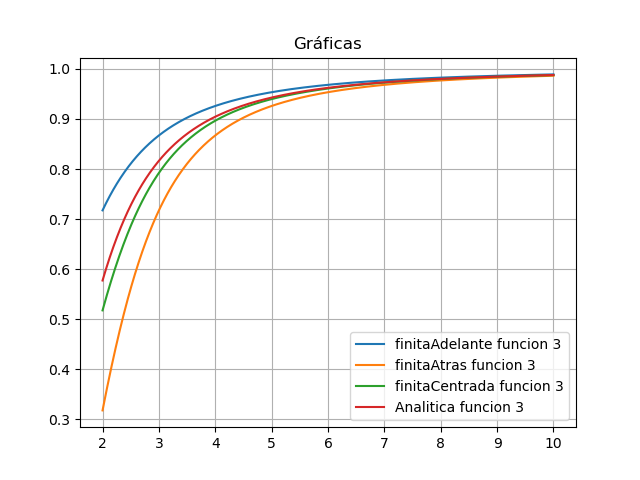 Gráficas
1.0
0.9
0.8
0.7
0.6
0.5
0.4
0.3
finitaAdelante funcion 3
finitaAtras funcion 3
finitaCentrada funcion 3
Analitica funcion 3
2 3 4 5 6 7 8 9 10